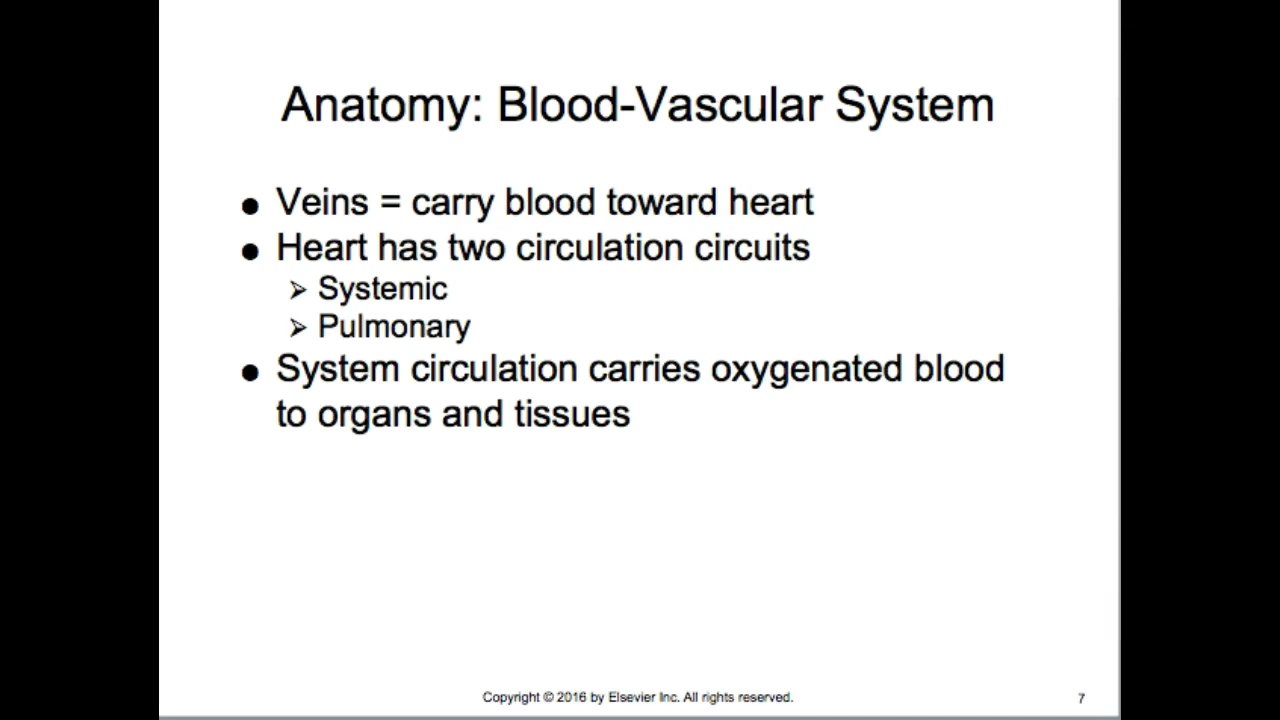 Anatomy: Blood-Vascular System
● Veins = carry blood toward heart
● Heart has two circulation circuits
➢ Systemic
➢ Pulmonary
● System circulation carries oxygenated blood
to organs and tissues
Copyright © 2016 by Elsevier Inc. All rights reserved.
7